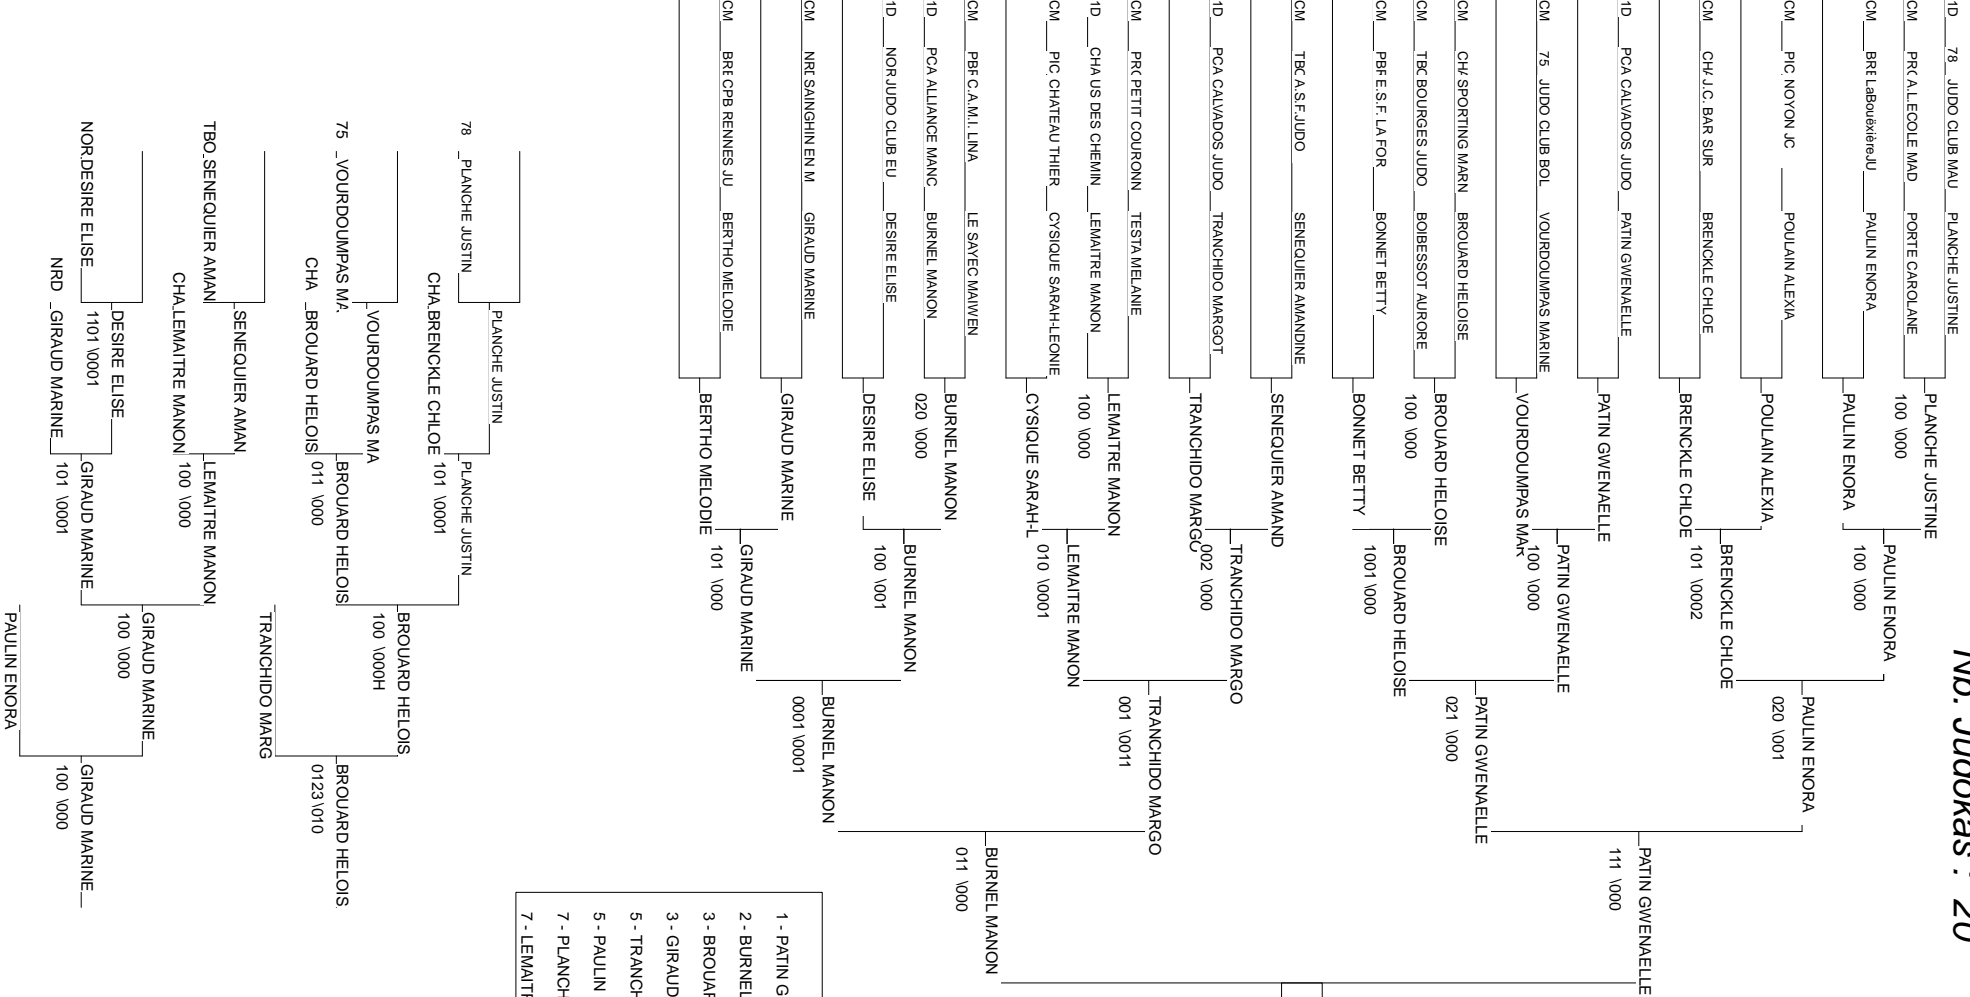 Nb. Judokas : 20
1D 78 JUDO CLUB MAU PLANCHE JUSTINE
CM PRO A.L.ECOLE MAD PORTE CAROLANE
CM BRE LaBouëxièreJU PAULIN ENORA
CM PIC NOYON JC POULAIN ALEXIA
CM CHA J.C. BAR SUR BRENCKLE CHLOE
1D PCA CALVADOS JUDO PATIN GWENAELLE
CM 75 JUDO CLUB BOL VOURDOUMPAS MARINE
CM CHA SPORTING MARN BROUARD HELOISE
CM TBO BOURGES JUDO BOIBESSOT AURORE
CM PBF E.S.F. LA FOR BONNET BETTY
CM TBO A.S.F.JUDO SENEQUIER AMANDINE
1D PCA CALVADOS JUDO TRANCHIDO MARGOT
CM PRO PETIT COURONN TESTA MELANIE
1D CHA US DES CHEMIN LEMAITRE MANON
CM PIC CHATEAU THIER CYSIQUE SARAH-LEONIE
CM PBF C.A.M.I. LINA LE SAYEC MAIWEN
1D PCA ALLIANCE MANC BURNEL MANON
1D NOR JUDO CLUB EU DESIRE ELISE
CM NRD SAINGHIN EN M GIRAUD MARINE
CM BRE CPB RENNES JU BERTHO MELODIE
PLANCHE JUSTINE
100 \000
PAULIN ENORA
POULAIN ALEXIA
BRENCKLE CHLOE
PATIN GWENAELLE
VOURDOUMPAS MAR
BROUARD HELOISE
100 \000
BONNET BETTY
SENEQUIER AMAND
TRANCHIDO MARGO
LEMAITRE MANON
100 \000
CYSIQUE SARAH-L
BURNEL MANON
020 \000
DESIRE ELISE
GIRAUD MARINE
BERTHO MELODIE
PAULIN ENORA
100 \000
BRENCKLE CHLOE
101 \0002
PATIN GWENAELLE
100 \000
BROUARD HELOISE
1001 \000
TRANCHIDO MARGO
002 \000
LEMAITRE MANON
010 \0001
BURNEL MANON
100 \001
GIRAUD MARINE
101 \000
PAULIN ENORA
020 \001
PATIN GWENAELLE
021 \000
TRANCHIDO MARGO
001 \0011
BURNEL MANON
0001 \0001
PATIN GWENAELLE
111 \000
BURNEL MANON
011 \000
78 PLANCHE JUSTIN
75 VOURDOUMPAS MA
TBO SENEQUIER AMAN
NOR DESIRE ELISE
PLANCHE JUSTIN
CHA BRENCKLE CHLOE
VOURDOUMPAS MA
CHA BROUARD HELOIS
SENEQUIER AMAN
CHA LEMAITRE MANON
DESIRE ELISE
1101 \0001
NRD GIRAUD MARINE
PLANCHE JUSTIN
101 \0001
BROUARD HELOIS
011 \000
LEMAITRE MANON
100 \000
GIRAUD MARINE
101 \0001
BROUARD HELOIS
100 \000H
TRANCHIDO MARG
GIRAUD MARINE
100 \000
PAULIN ENORA
BROUARD HELOIS
0123 \010
GIRAUD MARINE
100 \000
1 - PATIN G
2 - BURNEL
3 - BROUAR
3 - GIRAUD
5 - TRANCH
5 - PAULIN
7 - PLANCH
7 - LEMAITR